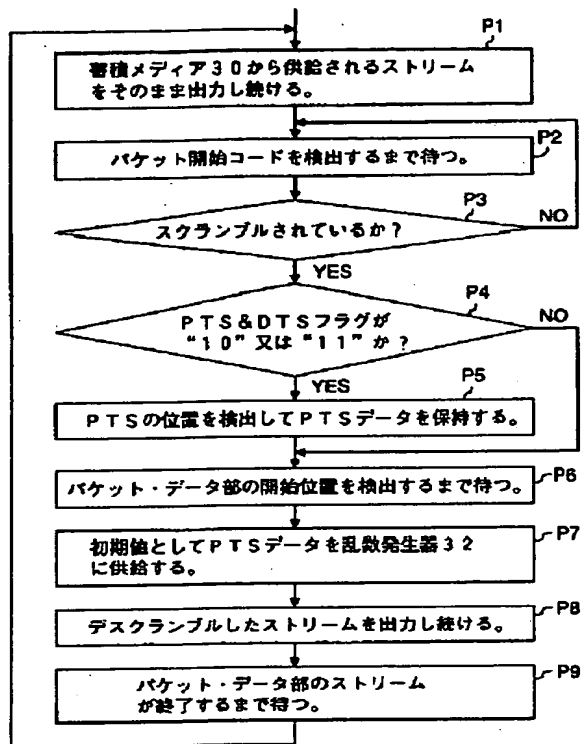 P1
蓄積メディア30から供給されるストリーム
をそのまま出力し続ける。
P2
パケット開始コードを検出するまで待つ。
P3
スクランブルされているか？
NO
YES
P4
PTS&DTSフラグが
“10”又は“11”か？
NO
YES
P5
PTSの位置を検出してPTSデータを保持する。
P6
パケット・データ部の開始位置を検出するまで待つ。
P7
初期値としてPTSデータを乱数発生器32
に供給する。
P8
デスクランブルしたストリームを出力し続ける。
P9
パケット・データ部のストリーム
が終了するまで待つ。